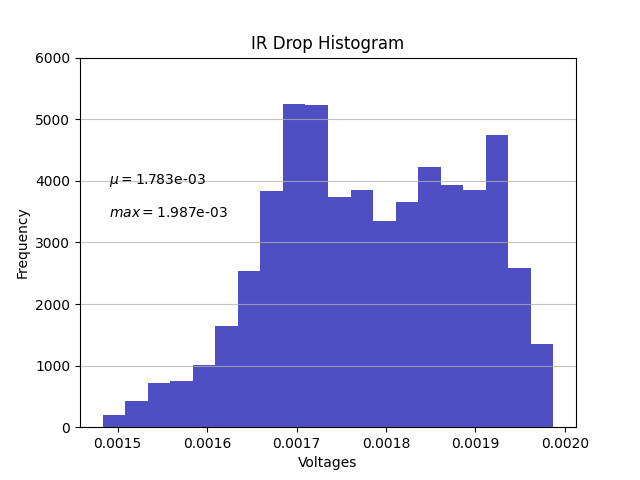 IR Drop Histogram
6000
5000
4000
3000
2000
1000
0
Frequency
μ = 1.783e-03
max = 1.987e-03
0.0015 0.0016 0.0017 0.0018 0.0019 0.0020
Voltages